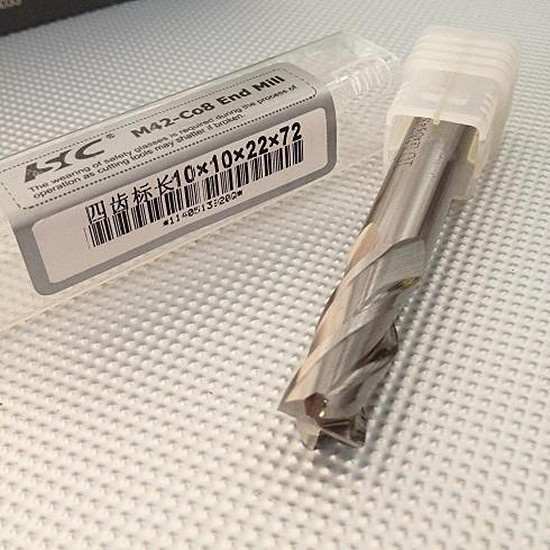 LYC® M42-Co8 End Mill
The wearing of safety glasses is required during the process of
operation as cutting tools may shatter if broken.
四齿标长10×10×22×72